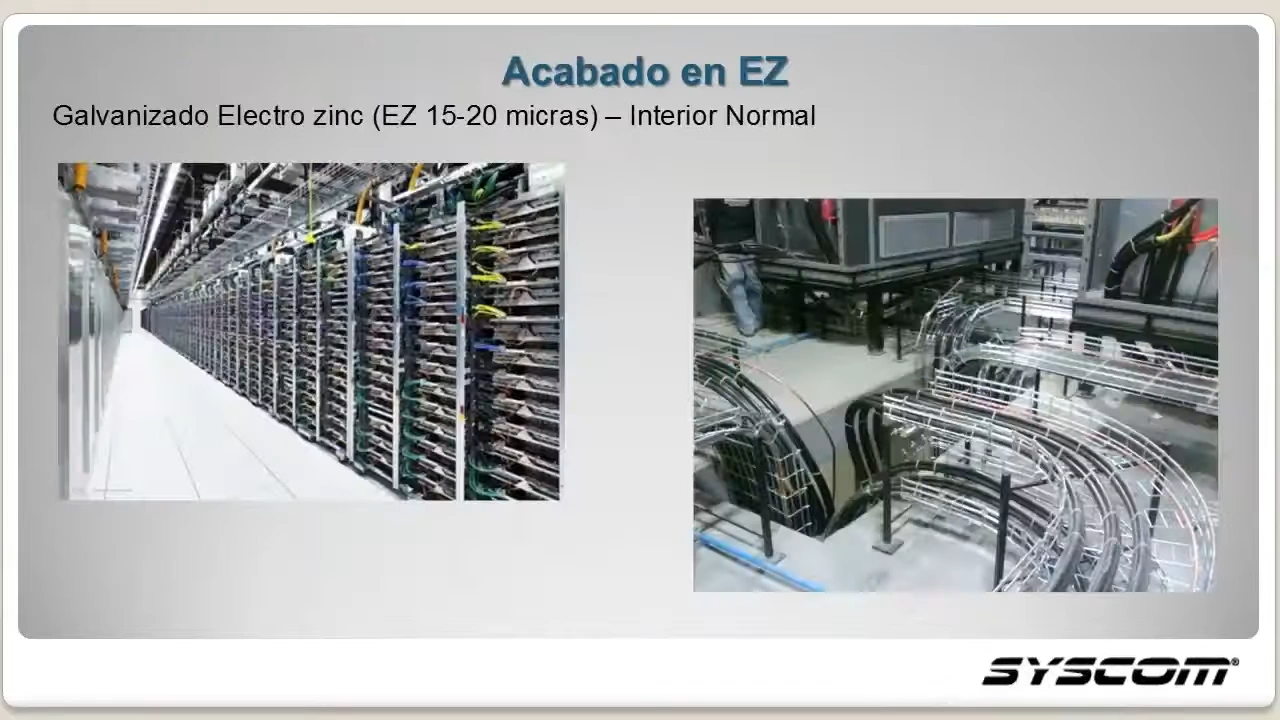 Acabado en EZ
Galvanizado Electro zinc (EZ 15-20 micras) – Interior Normal
SYSCOM®